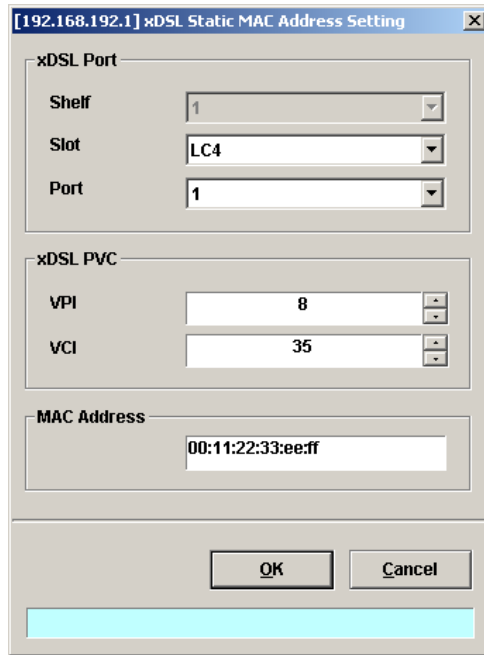 [192.168.192.1] xDSL Static MAC Address Setting
xDSL Port
Shelf 1
Slot LC4
Port 1
xDSL PVC
VPI 8
VCI 35
MAC Address
00:11:22:33:ee:ff
OK Cancel